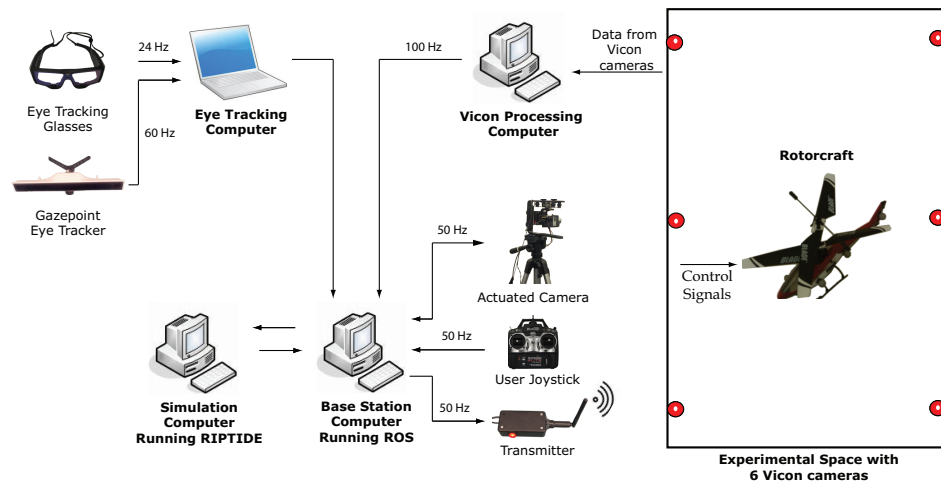 24 Hz
Eye Tracking
Glasses
60 Hz
Gazepoint
Eye Tracker
Eye Tracking
Computer
100 Hz
Vicon Processing
Computer
Data from
Vicon
cameras
Rotorcraft
Control
Signals
50 Hz
Actuated Camera
50 Hz
User Joystick
50 Hz
Transmitter
Simulation
Computer
Running RIPTIDE
Base Station
Computer
Running ROS
Experimental Space with
6 Vicon cameras